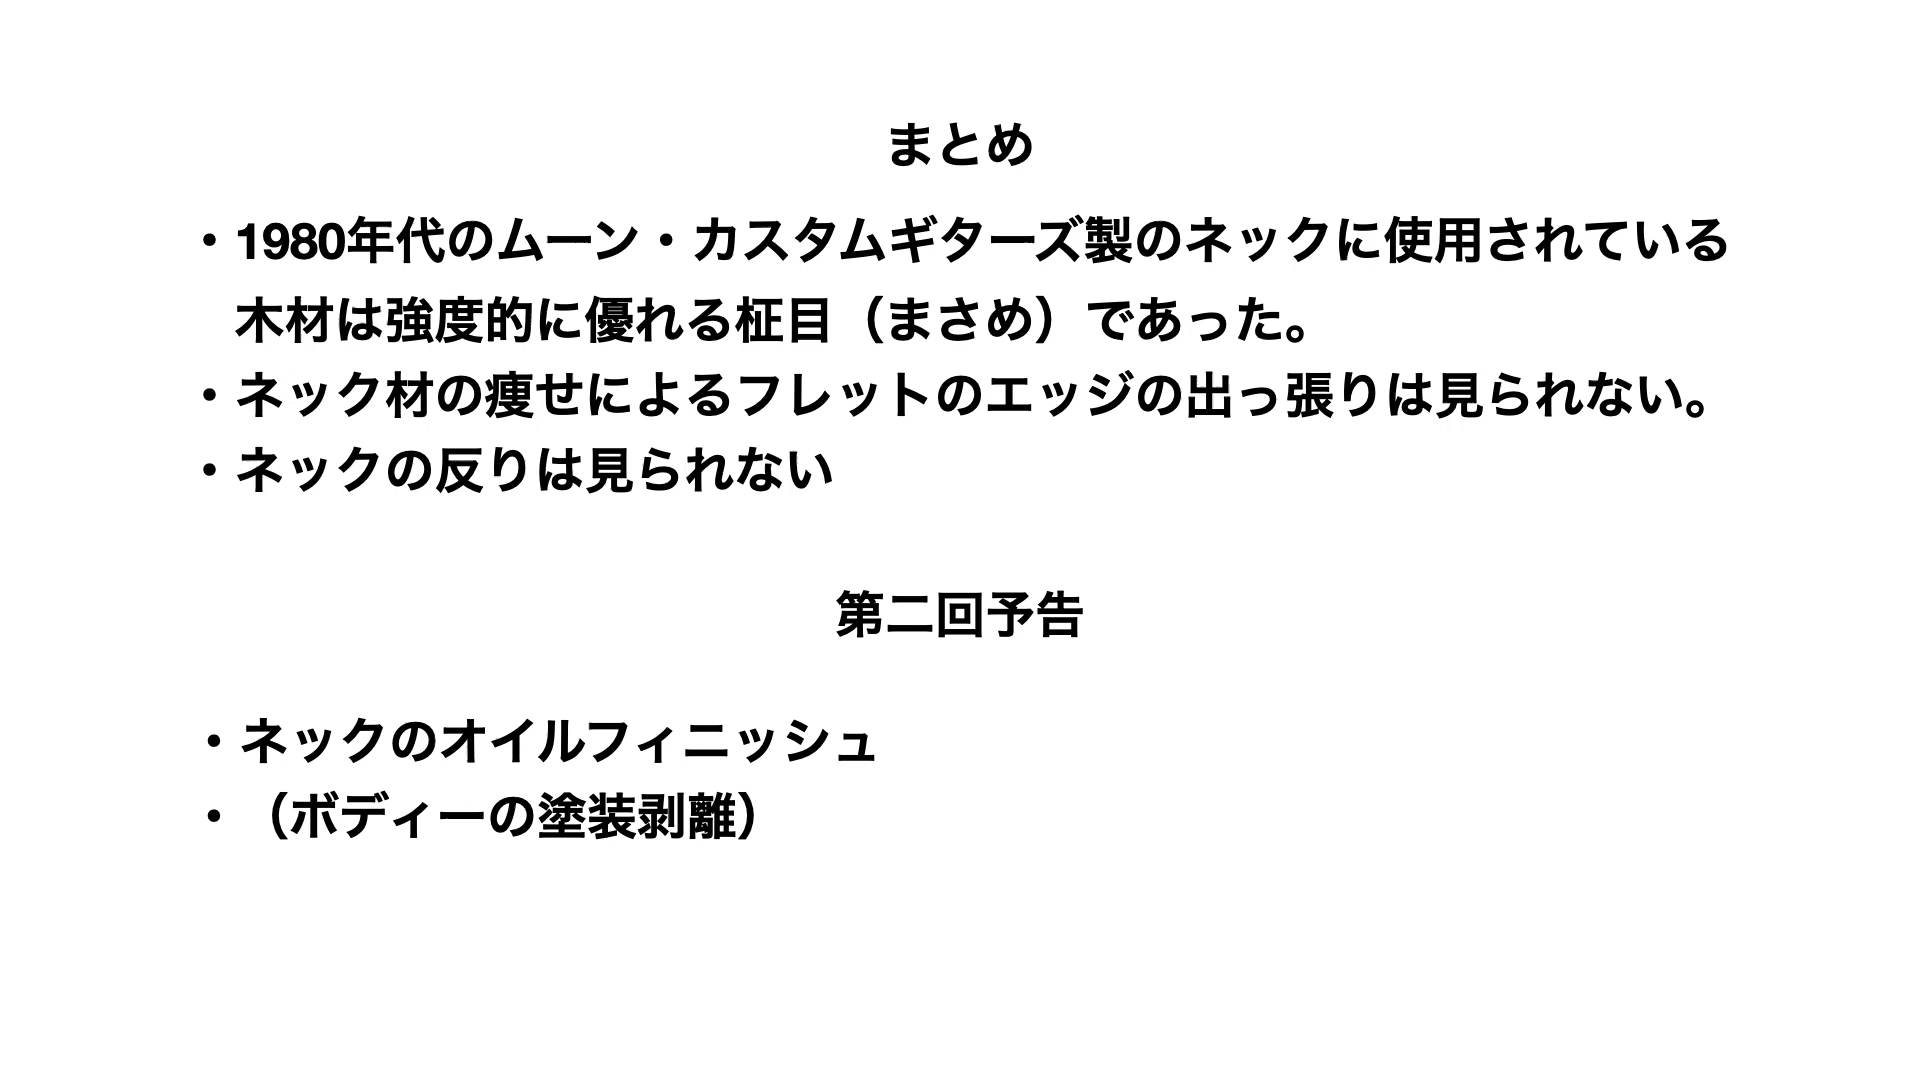 まとめ
・1980年代のムーン・カスタムギターズ製のネックに使用されている
木材は強度的に優れる柾目（まさめ）であった。
・ネック材の痩せによるフレットのエッジの出っ張りは見られない。
・ネックの反りは見られない
第二回予告
・ネックのオイルフィニッシュ
・（ボディーの塗装剥離）